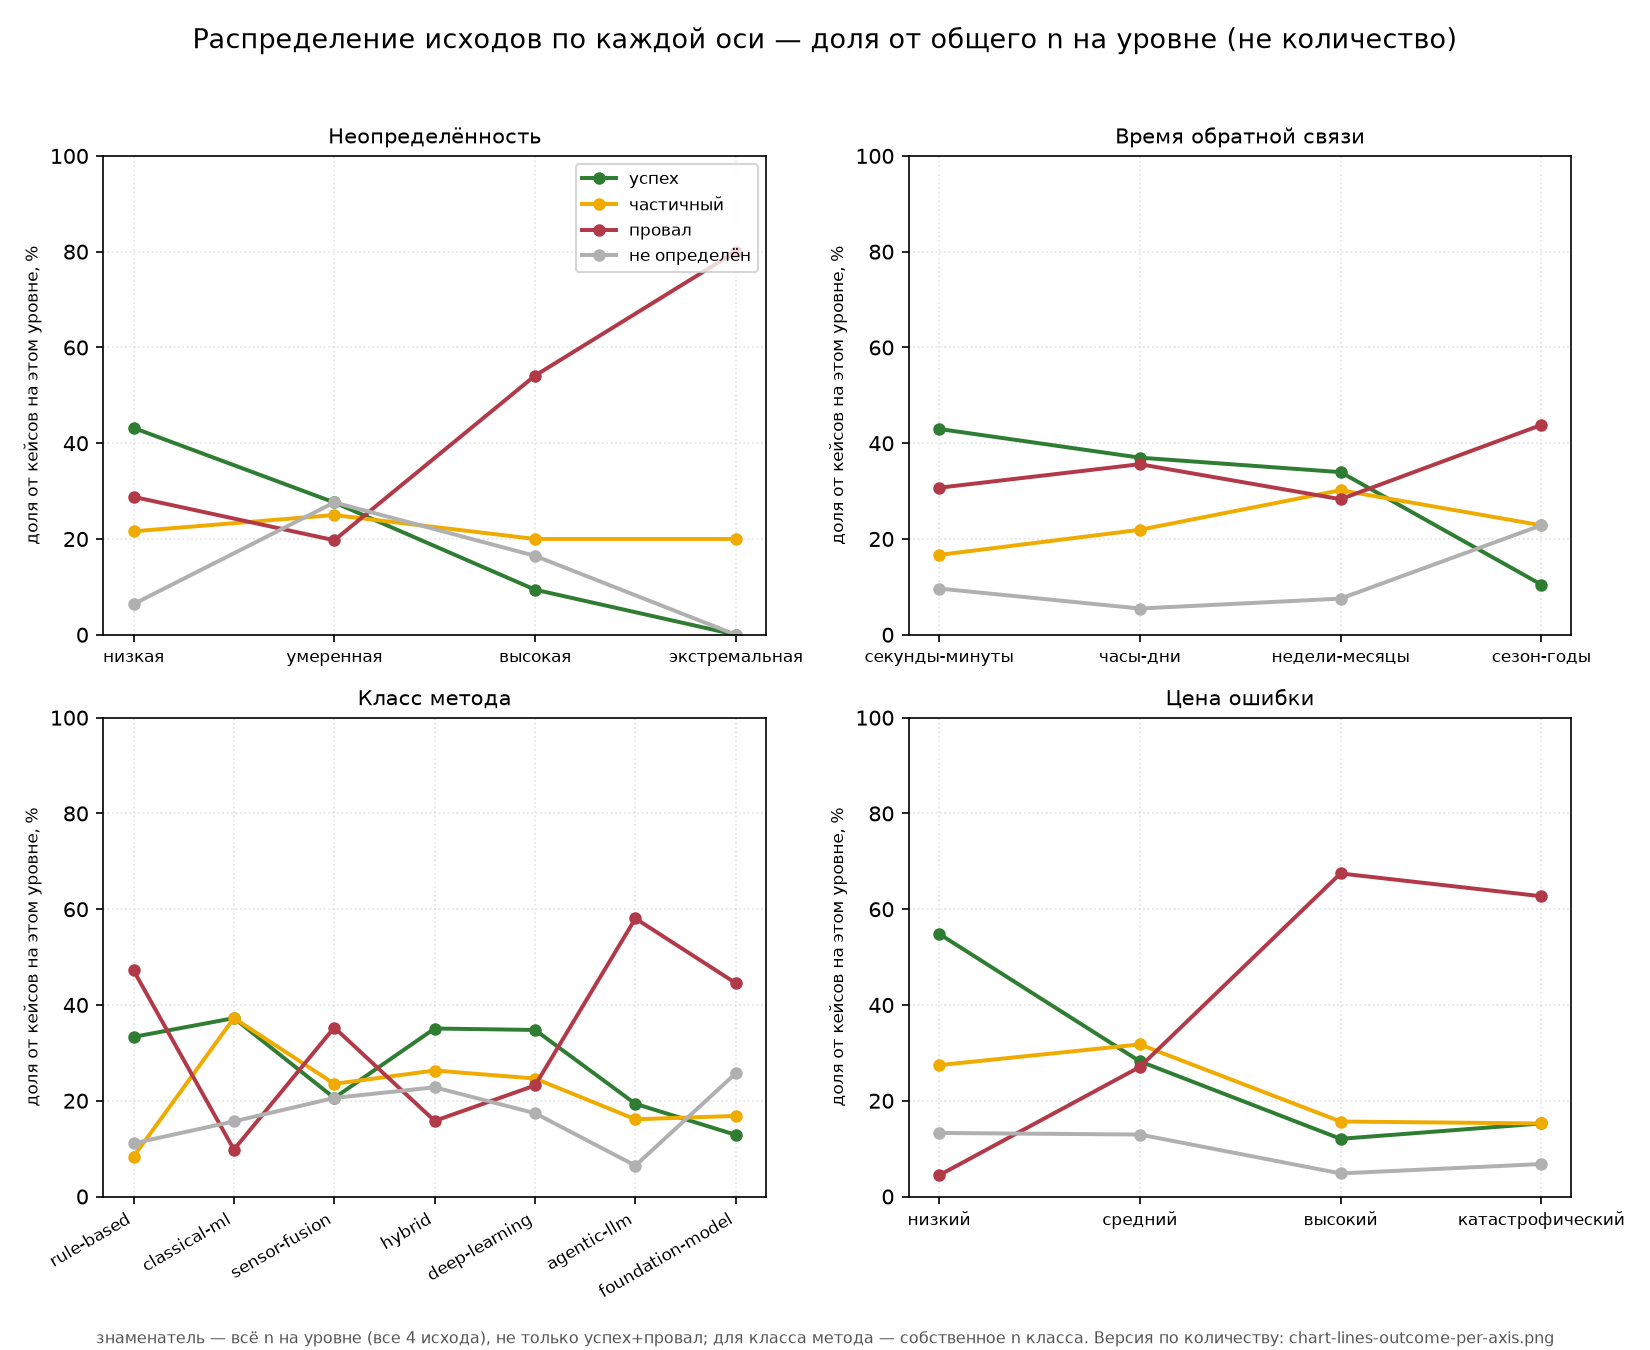 Распределение исходов по каждой оси — доля от общего n на уровне (не количество)
Неопределённость
доля от кейсов на этом уровне, %
100
80
60
40
20
0
успех
частичный
провал
не определён
низкая
умеренная
высокая
экстремальная
Время обратной связи
доля от кейсов на этом уровне, %
100
80
60
40
20
0
секунды-минуты
часы-дни
недели-месяцы
сезон-годы
Класс метода
доля от кейсов на этом уровне, %
100
80
60
40
20
0
rule-based
classical-ml
sensor-fusion
hybrid
deep-learning
agentic-llm
foundation-model
Цена ошибки
доля от кейсов на этом уровне, %
100
80
60
40
20
0
низкий
средний
высокий
катастрофический
знаменатель — всё n на уровне (все 4 исхода), не только успех+провал; для класса метода — собственное n класса. Версия по количеству: chart-lines-outcome-per-axis.png